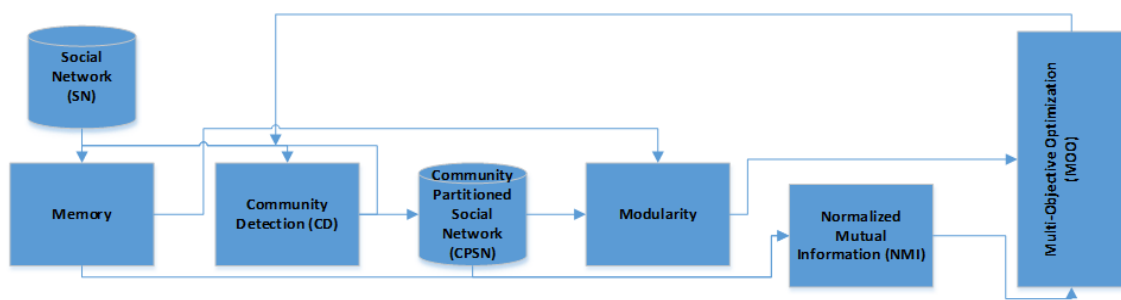 Social
Network
(SN)
Memory
Community
Detection (CD)
Community
Partitioned
Social
Network
(CPSN)
Modularity
Normalized
Mutual
Information (NMI)
Multi-Objective Optimization
(MOO)